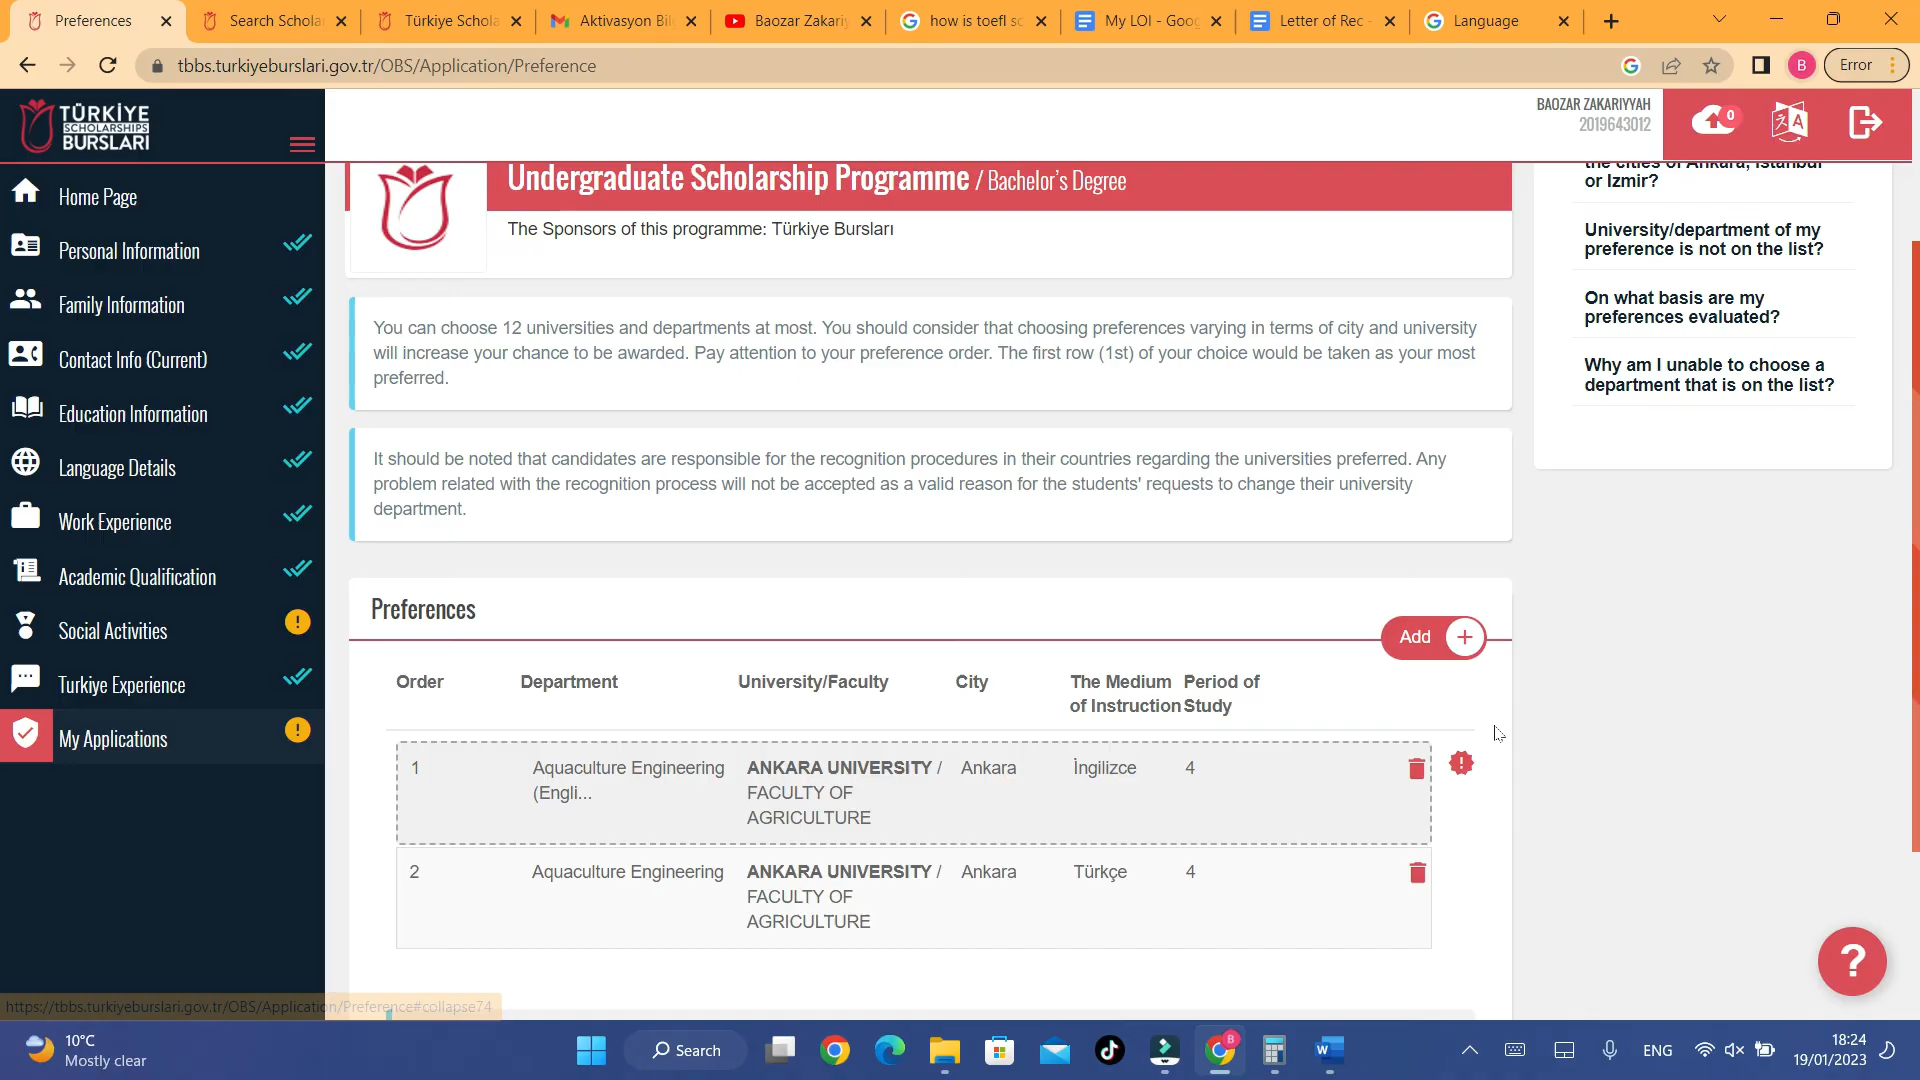 Preferences
Search Schola
Türkiye Schola
Aktivasyon Bil
Baozar Zakariy
how is toefl sc
My LOI - Goog
Letter of Rec -
Language
tbbs.turkiyeburslari.gov.tr/OBS/Application/Preference
B
Error
TÜRKİYE
SCHOLARSHIPS
BURSLARI
BAOZAR ZAKARIYYAH
2019643012
0
A
Home Page
Personal Information
Family Information
Contact Info (Current)
Education Information
Language Details
Work Experience
Academic Qualification
Social Activities
!
Turkiye Experience
My Applications
!
Undergraduate Scholarship Programme / Bachelor's Degree
The Sponsors of this programme: Türkiye Bursları
You can choose 12 universities and departments at most. You should consider that choosing preferences varying in terms of city and university
will increase your chance to be awarded. Pay attention to your preference order. The first row (1st) of your choice would be taken as your most
preferred.
It should be noted that candidates are responsible for the recognition procedures in their countries regarding the universities preferred. Any
problem related with the recognition process will not be accepted as a valid reason for the students' requests to change their university
department.
Preferences
Add +
Order Department University/Faculty City The Medium of Instruction Period of Study
1 Aquaculture Engineering ANKARA UNIVERSITY / Ankara İngilizce 4
(Engli... FACULTY OF
AGRICULTURE
!
2 Aquaculture Engineering ANKARA UNIVERSITY / Ankara Türkçe 4
FACULTY OF
AGRICULTURE
the cities of Ankara, Istanbul
or Izmir?
University/department of my
preference is not on the list?
On what basis are my
preferences evaluated?
Why am I unable to choose a
department that is on the list?
?
https://tbbs.turkiyeburslari.gov.tr/OBS/Application/Preference#collapse74
10°C
Mostly clear
Search
B
W
ENG
18:24
19/01/2023